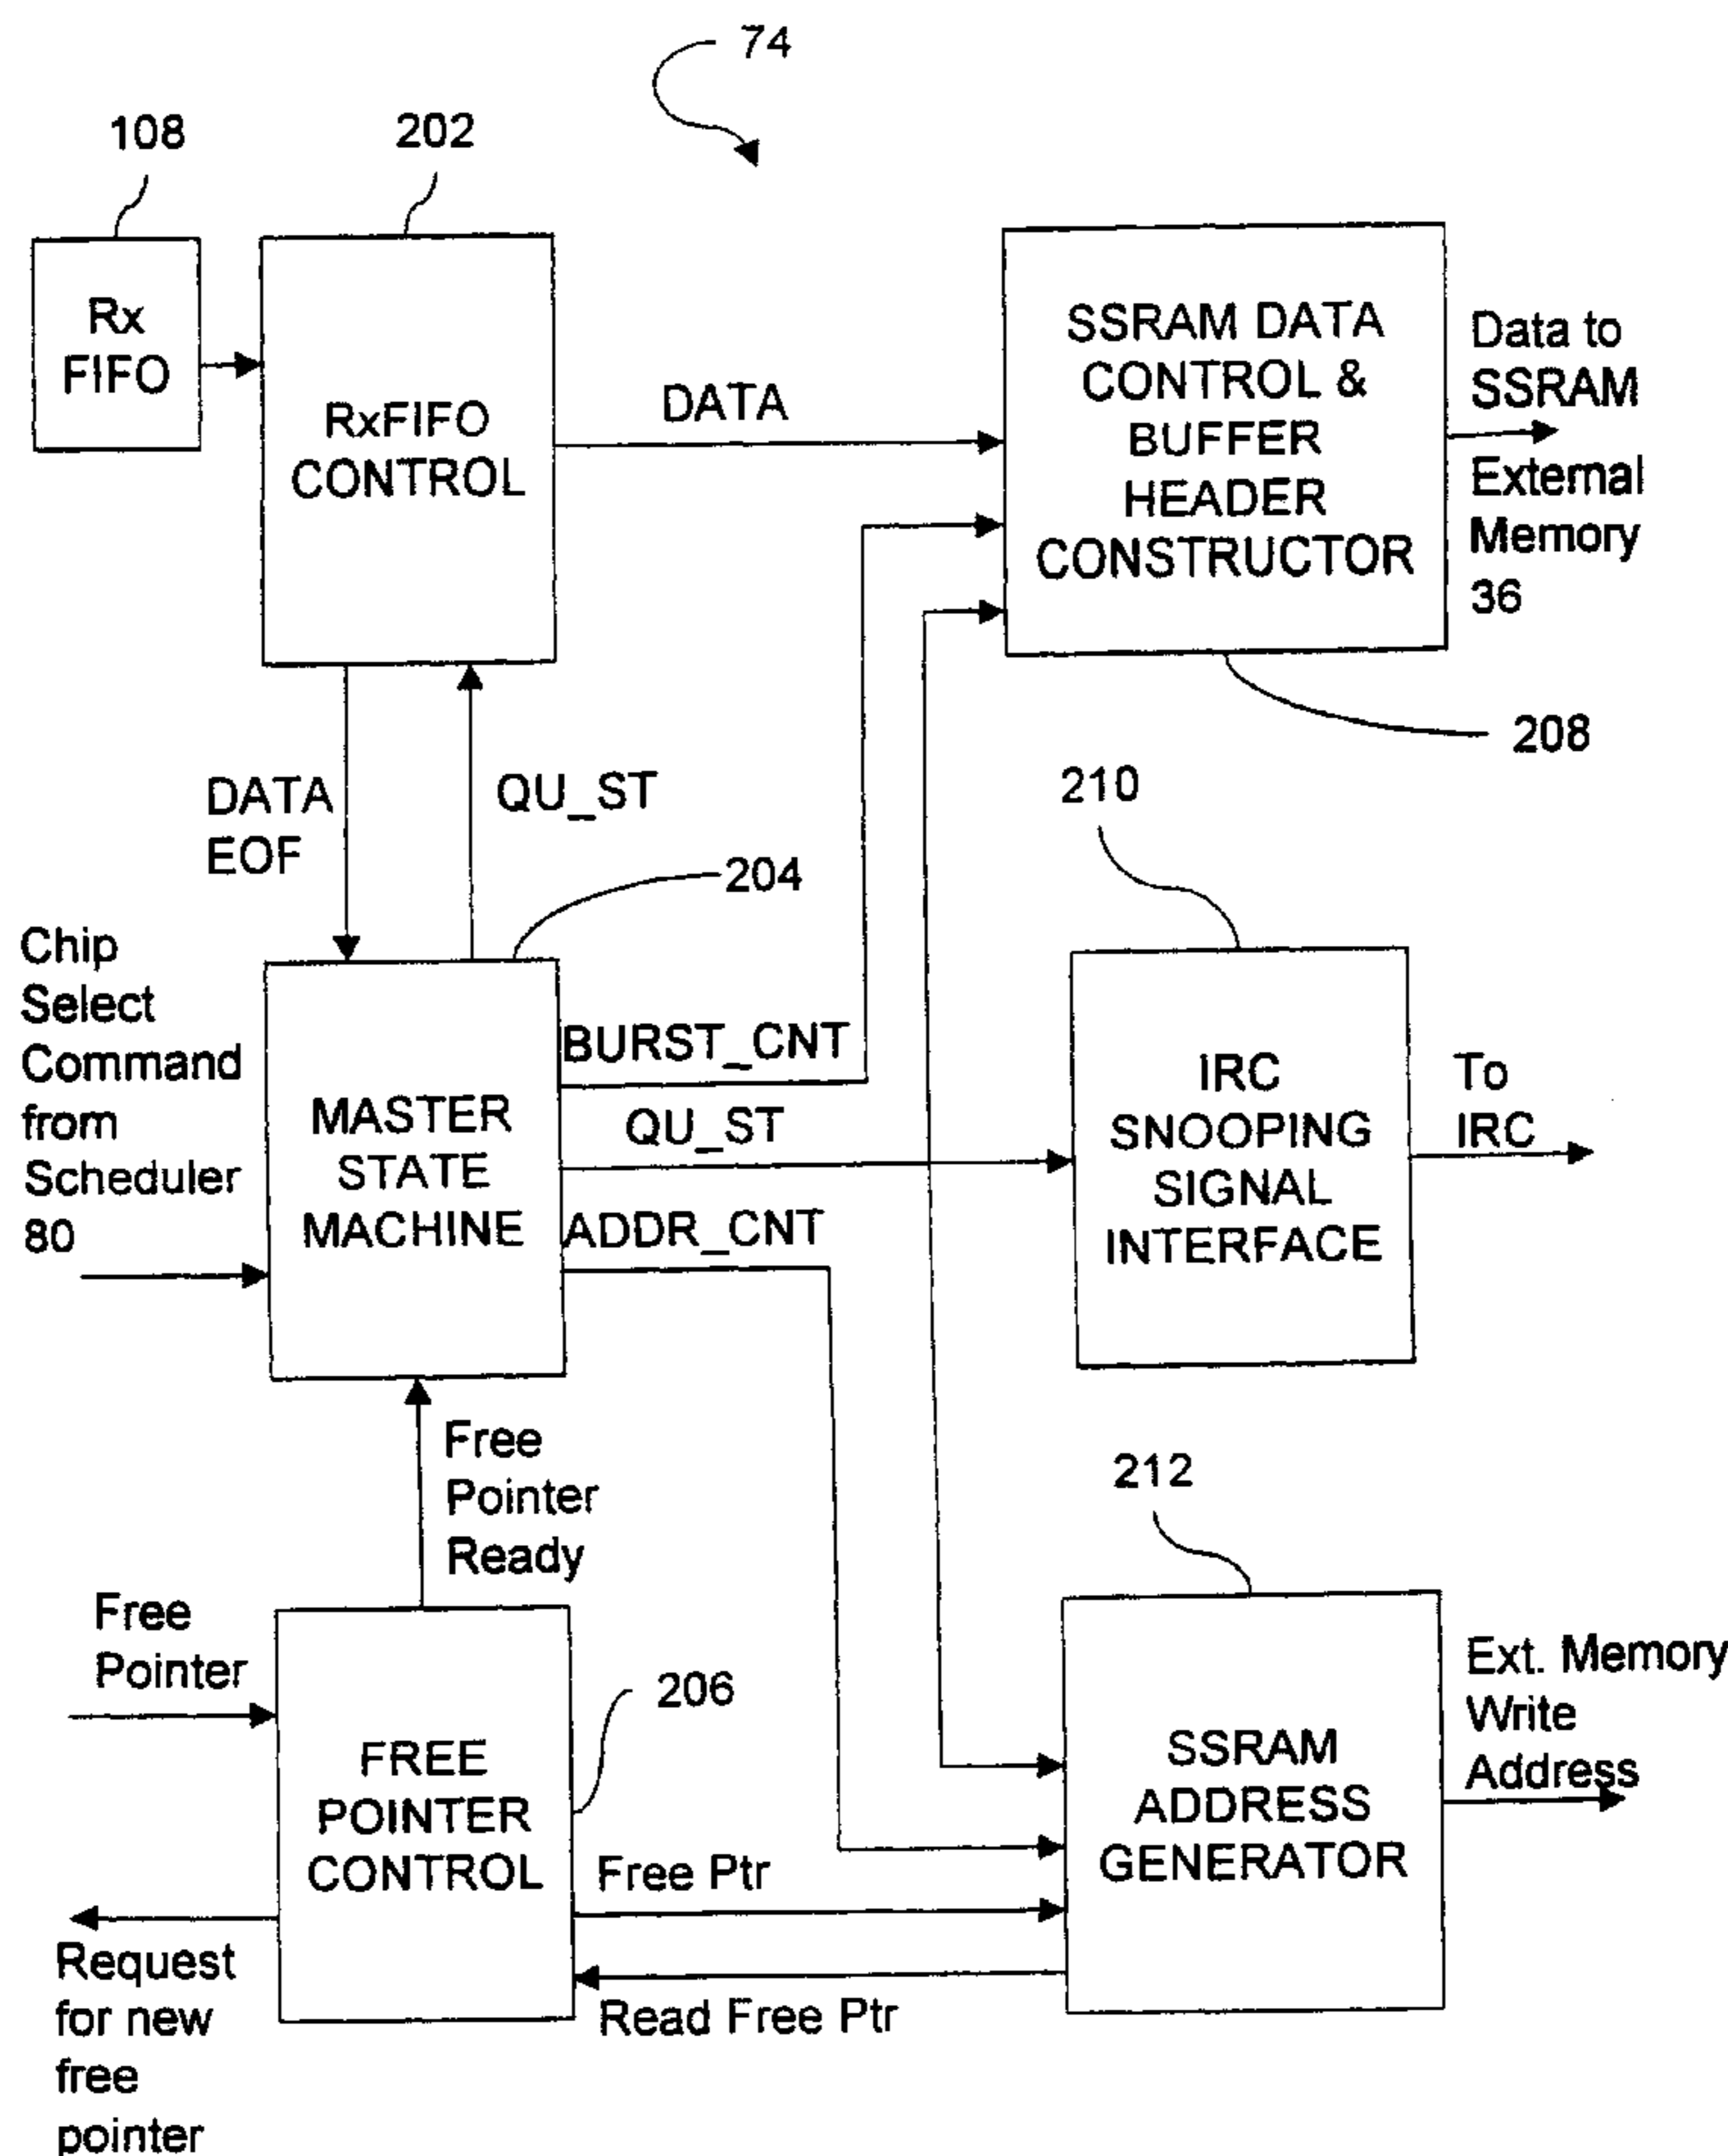 74
108
202
Rx
FIFO
RxFIFO
CONTROL
DATA
SSRAM DATA
CONTROL &
BUFFER
HEADER
CONSTRUCTOR
Data to
SSRAM
External
Memory
36
208
DATA
EOF
QU_ST
204
210
Chip
Select
Command
from
Scheduler
80
MASTER
STATE
MACHINE
BURST_CNT
QU_ST
ADDR_CNT
IRC
SNOOPING
SIGNAL
INTERFACE
To
IRC
Free
Pointer
Ready
212
Free
Pointer
206
FREE
POINTER
CONTROL
Free Ptr
Read Free Ptr
SSRAM
ADDRESS
GENERATOR
Ext. Memory
Write
Address
Request
for new
free
pointer